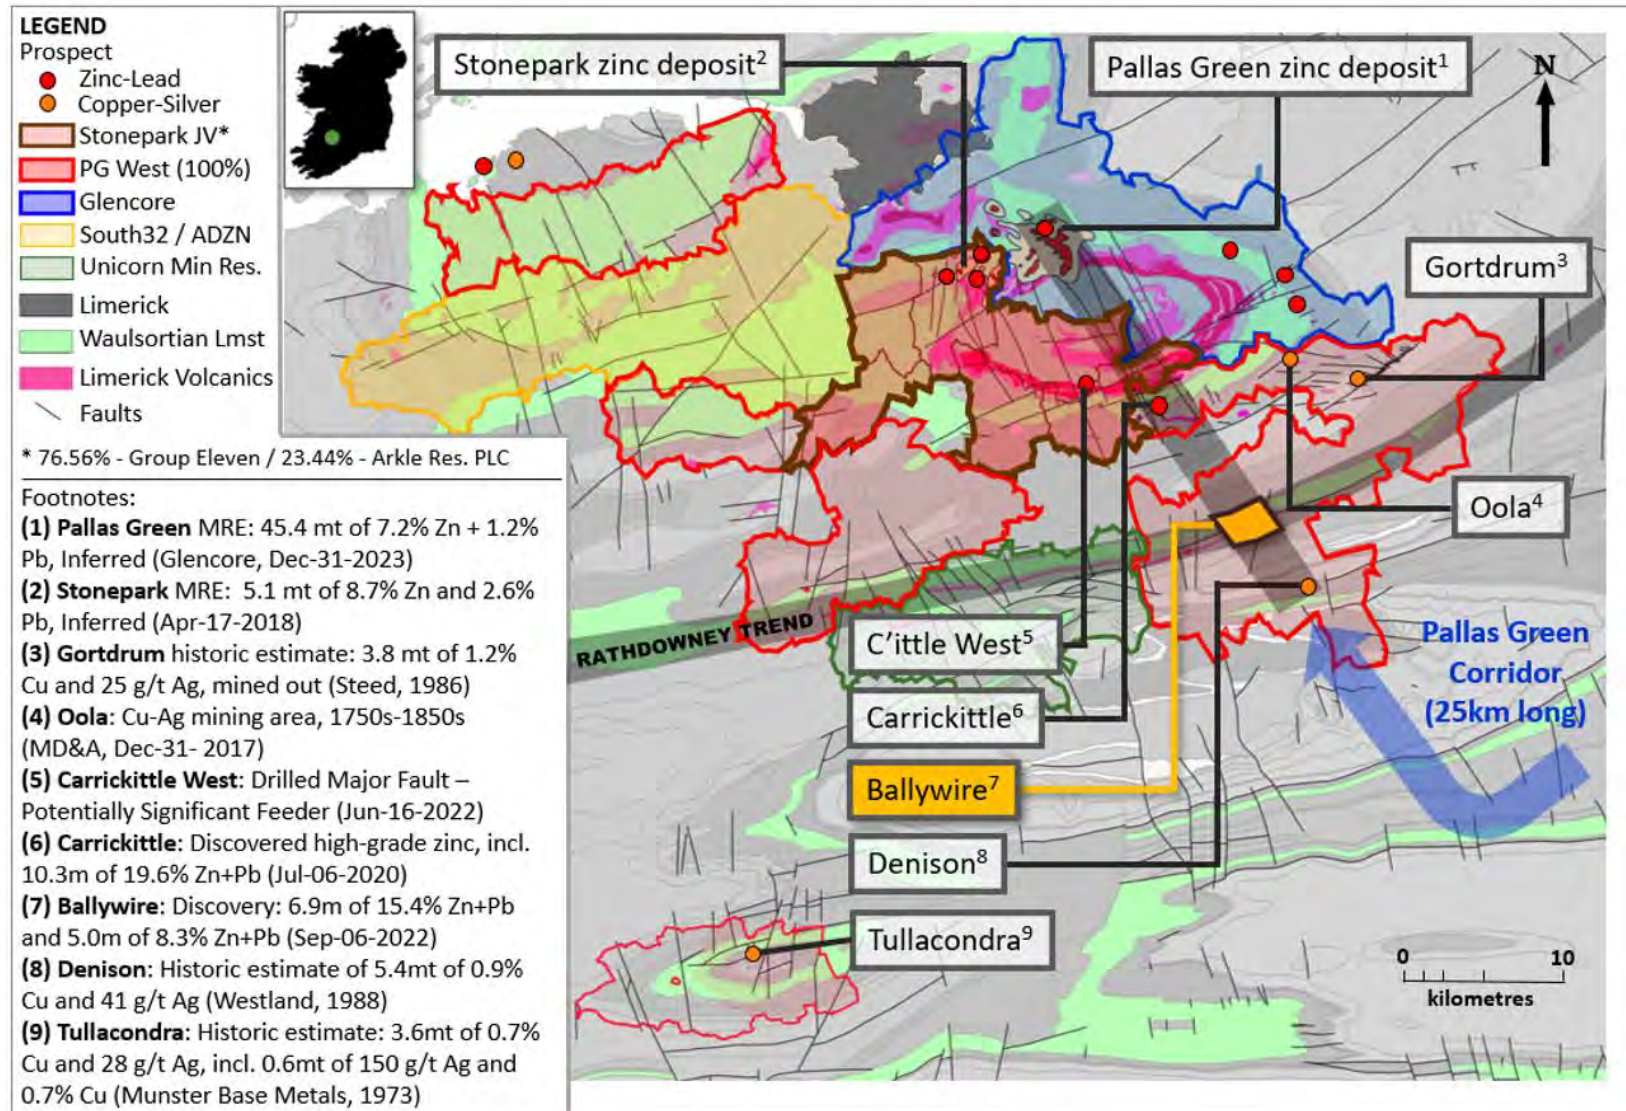 LEGEND
Prospect
Zinc-Lead
Copper-Silver
Stonepark JV*
PG West (100%)
Glencore
South32 / ADZN
Unicorn Min Res.
Limerick
Waulsortian Lmst
Limerick Volcanics
Faults
* 76.56% - Group Eleven / 23.44% - Arkle Res. PLC
Footnotes:
(1) Pallas Green MRE: 45.4 mt of 7.2% Zn + 1.2%
Pb, Inferred (Glencore, Dec-31-2023)
(2) Stonepark MRE: 5.1 mt of 8.7% Zn and 2.6%
Pb, Inferred (Apr-17-2018)
(3) Gortdrum historic estimate: 3.8 mt of 1.2%
Cu and 25 g/t Ag, mined out (Steed, 1986)
(4) Oola: Cu-Ag mining area, 1750s-1850s
(MD&A, Dec-31- 2017)
(5) Carrickittle West: Drilled Major Fault –
Potentially Significant Feeder (Jun-16-2022)
(6) Carrickittle: Discovered high-grade zinc, incl.
10.3m of 19.6% Zn+Pb (Jul-06-2020)
(7) Ballywire: Discovery: 6.9m of 15.4% Zn+Pb
and 5.0m of 8.3% Zn+Pb (Sep-06-2022)
(8) Denison: Historic estimate of 5.4mt of 0.9%
Cu and 41 g/t Ag (Westland, 1988)
(9) Tullacondra: Historic estimate: 3.6mt of 0.7%
Cu and 28 g/t Ag, incl. 0.6mt of 150 g/t Ag and
0.7% Cu (Munster Base Metals, 1973)
Stonepark zinc deposit²
Pallas Green zinc deposit¹
N
Gortdrum³
Oola⁴
RATHDOWNEY TREND
C'ittle West⁵
Carrickittle⁶
Ballywire⁷
Denison⁸
Tullacondra⁹
Pallas Green
Corridor
(25km long)
0 10
kilometres